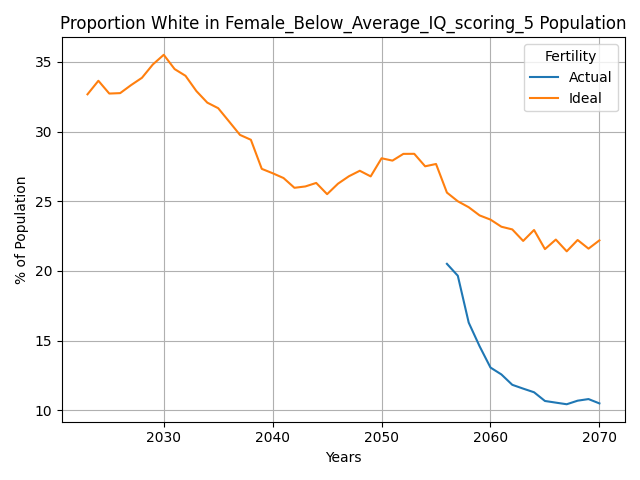 Proportion White in Female_Below_Average_IQ_scoring_5 Population
Fertility
Actual
Ideal
% of Population
35
30
25
20
15
10
2030
2040
2050
2060
2070
Years